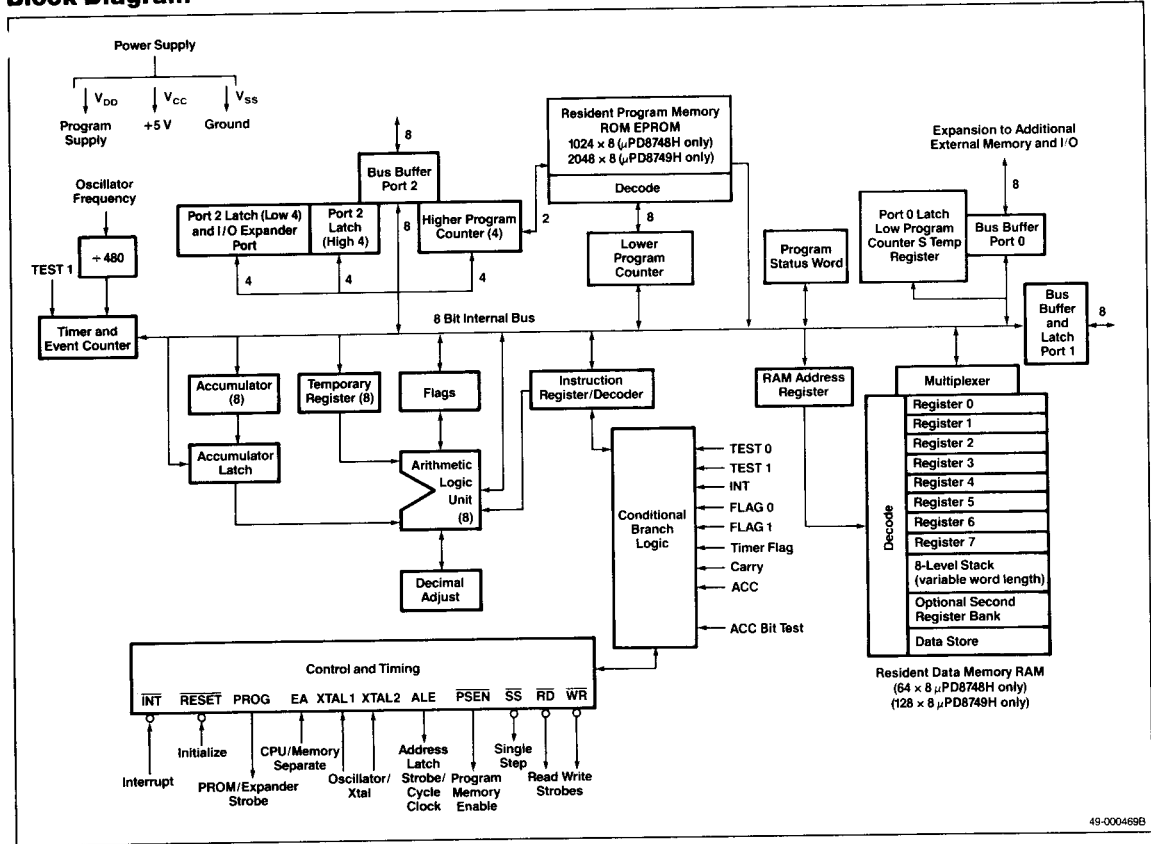 Block Diagram
Power Supply
VDD
VCC
VSS
Program
Supply
+5 V
Ground
Oscillator
Frequency
÷ 480
TEST 1
Timer and
Event Counter
8
Bus Buffer
Port 2
Port 2 Latch (Low 4)
and I/O Expander
Port
Port 2
Latch
(High 4)
8
Higher Program
Counter (4)
2
4
4
4
Resident Program Memory
ROM EPROM
1024 × 8 (μPD8748H only)
2048 × 8 (μPD8749H only)
Decode
8
Lower
Program
Counter
Program
Status Word
Expansion to Additional
External Memory and I/O
8
Port 0 Latch
Low Program
Counter S Temp
Register
Bus Buffer
Port 0
Bus
Buffer
and
Latch
Port 1
8
8 Bit Internal Bus
Accumulator
(8)
Accumulator
Latch
Temporary
Register (8)
Flags
Arithmetic
Logic
Unit
(8)
Decimal
Adjust
Instruction
Register/Decoder
Conditional
Branch
Logic
TEST 0
TEST 1
INT
FLAG 0
FLAG 1
Timer Flag
Carry
ACC
ACC Bit Test
RAM Address
Register
Multiplexer
Decode
Register 0
Register 1
Register 2
Register 3
Register 4
Register 5
Register 6
Register 7
8-Level Stack
(variable word length)
Optional Second
Register Bank
Data Store
Resident Data Memory RAM
(64 × 8 μPD8748H only)
(128 × 8 μPD8749H only)
Control and Timing
INT RESET PROG EA XTAL1 XTAL2 ALE PSEN SS RD WR
Interrupt
Initialize
PROM/Expander
Strobe
CPU/Memory
Separate
Oscillator/
Xtal
Address
Latch
Strobe/
Cycle
Clock
Program
Memory
Enable
Single
Step
Read Write
Strobes
49-000469B